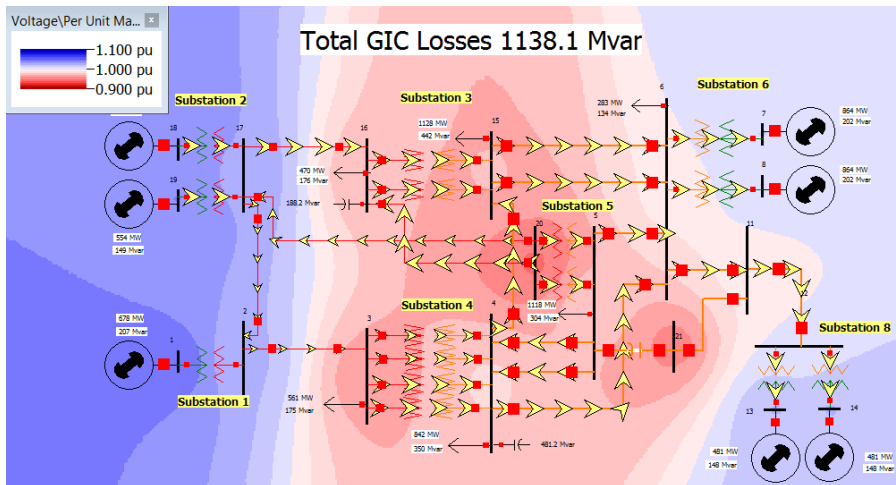 Voltage\Per Unit Ma... x
1.100 pu
1.000 pu
0.900 pu
Total GIC Losses 1138.1 Mvar
Substation 2
Substation 3
Substation 6
18
17
16
1128 MW
442 Mvar
15
283 MW
134 Mvar
6
7
864 MW
202 Mvar
19
470 MW
176 Mvar
8
864 MW
202 Mvar
188.2 Mvar
554 MW
149 Mvar
20
Substation 5
5
11
1118 MW
304 Mvar
12
678 MW
207 Mvar
1
2
3
Substation 4
4
21
Substation 8
Substation 1
561 MW
175 Mvar
842 MW
350 Mvar
481.2 Mvar
13
14
481 MW
148 Mvar
481 MW
148 Mvar